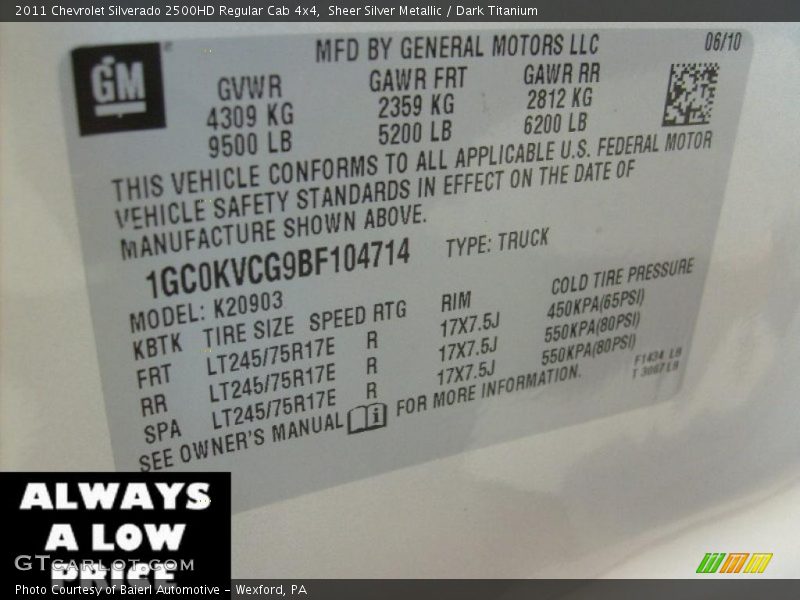 2011 Chevrolet Silverado 2500HD Regular Cab 4x4,  Sheer Silver Metallic / Dark Titanium
GM
MFD BY GENERAL MOTORS LLC 06/10
GVWR GAWR FRT GAWR RR
4309 KG 2359 KG 2812 KG
9500 LB 5200 LB 6200 LB
THIS VEHICLE CONFORMS TO ALL APPLICABLE U.S. FEDERAL MOTOR
VEHICLE SAFETY STANDARDS IN EFFECT ON THE DATE OF
MANUFACTURE SHOWN ABOVE.
1GC0KVCG9BF104714 TYPE: TRUCK
MODEL: K20903
KBTK TIRE SIZE SPEED RTG RIM COLD TIRE PRESSURE
FRT LT245/75R17E R 17X7.5J 450KPA(65PSI)
RR LT245/75R17E R 17X7.5J 550KPA(80PSI)
SPA LT245/75R17E R 17X7.5J 550KPA(80PSI)
SEE OWNER'S MANUAL FOR MORE INFORMATION.
F1434 LB
T 3067 LB
ALWAYS
A LOW
PRICE
GTcarlot.com
Photo Courtesy of Baierl Automotive - Wexford, PA